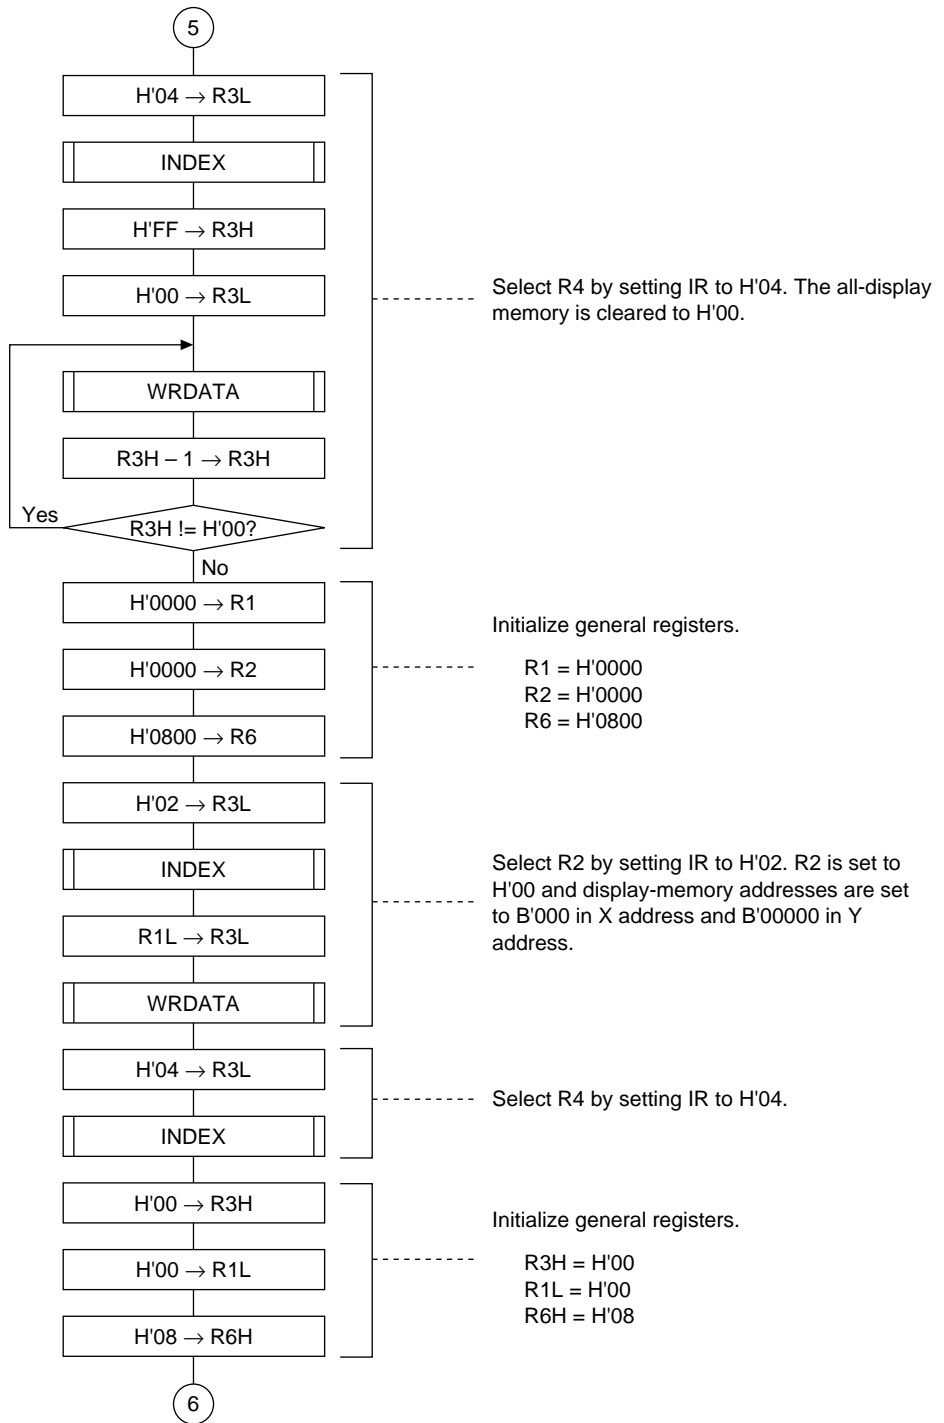 5
H'04 → R3L
INDEX
H'FF → R3H
H'00 → R3L
Select R4 by setting IR to H'04. The all-display
memory is cleared to H'00.
WRDATA
R3H – 1 → R3H
Yes
R3H != H'00?
No
H'0000 → R1
H'0000 → R2
H'0800 → R6
Initialize general registers.
R1 = H'0000
R2 = H'0000
R6 = H'0800
H'02 → R3L
INDEX
R1L → R3L
WRDATA
Select R2 by setting IR to H'02. R2 is set to
H'00 and display-memory addresses are set
to B'000 in X address and B'00000 in Y
address.
H'04 → R3L
INDEX
Select R4 by setting IR to H'04.
H'00 → R3H
H'00 → R1L
H'08 → R6H
Initialize general registers.
R3H = H'00
R1L = H'00
R6H = H'08
6